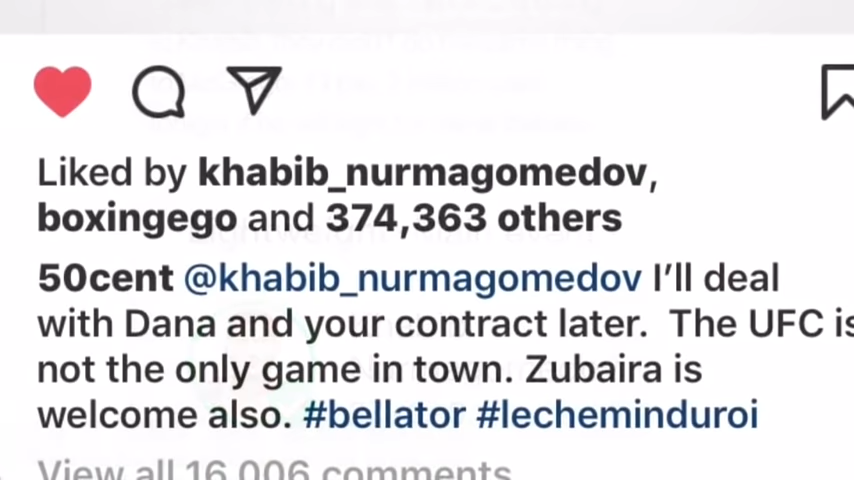 Liked by khabib_nurmagomedov,
boxingego and 374,363 others
50cent @khabib_nurmagomedov I’ll deal
with Dana and your contract later.  The UFC is
not the only game in town. Zubaira is
welcome also. #bellator #lecheminduroi
View all 16,006 comments